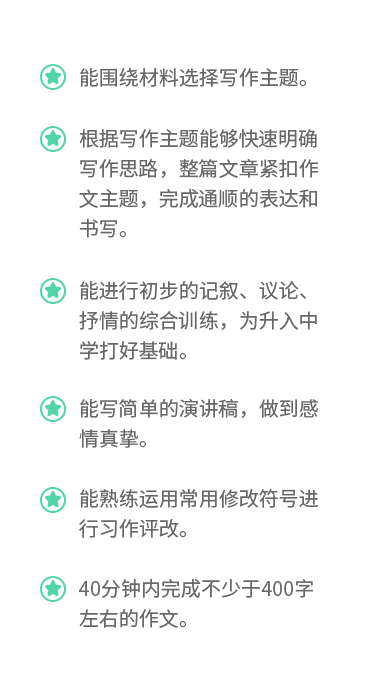 能围绕材料选择写作主题。
根据写作主题能够快速明确
写作思路，整篇文章紧扣作
文主题，完成通顺的表达和
书写。
能进行初步的记叙、议论、
抒情的综合训练，为升入中
学打好基础。
能写简单的演讲稿，做到感
情真挚。
能熟练运用常用修改符号进
行习作评改。
40分钟内完成不少于400字
左右的作文。